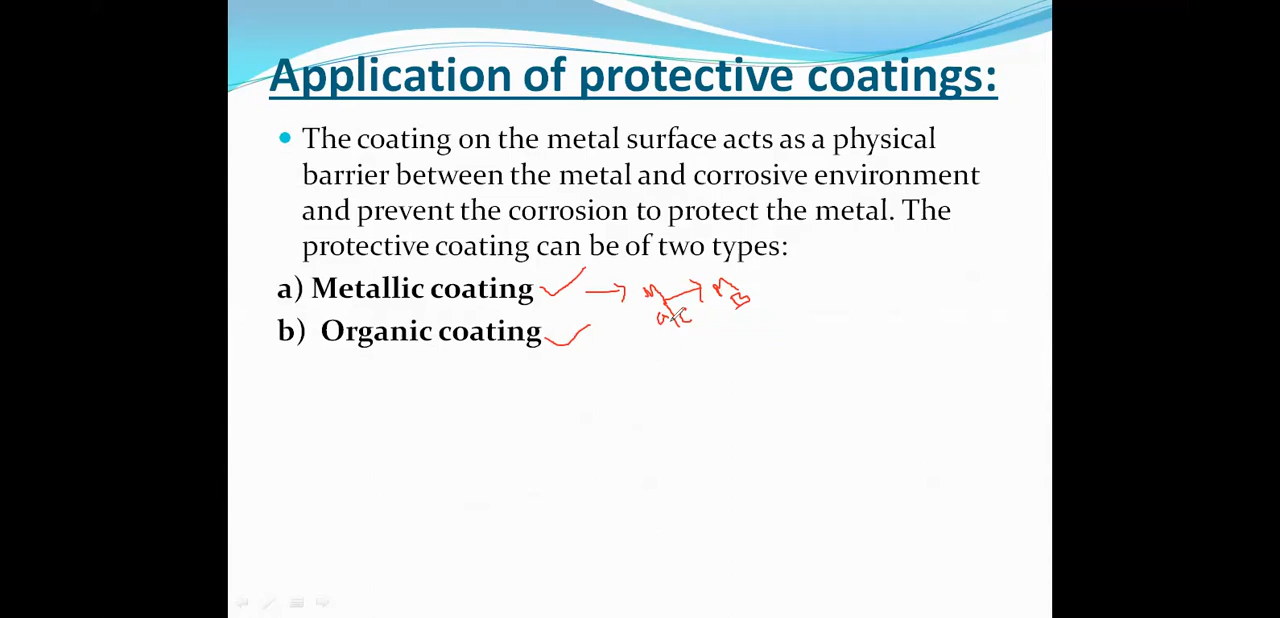 Application of protective coatings:
• The coating on the metal surface acts as a physical
barrier between the metal and corrosive environment
and prevent the corrosion to protect the metal. The
protective coating can be of two types:
a) Metallic coating → M → M B
b) Organic coating